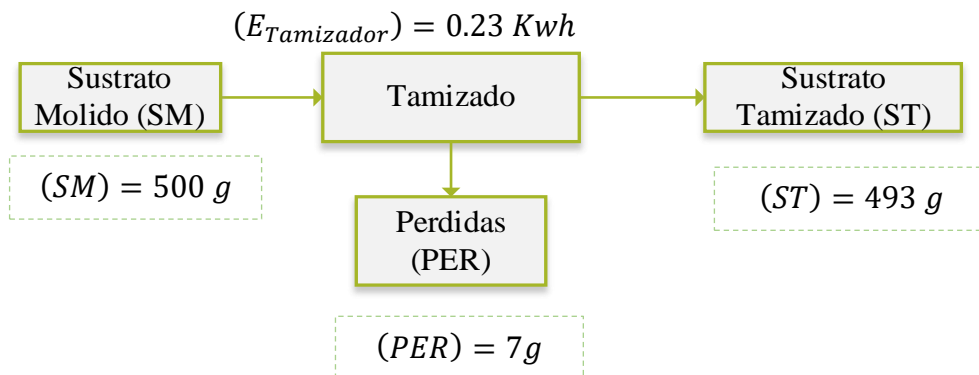 (E_Tamizador) = 0.23 Kwh
Sustrato
Molido (SM)
Tamizado
Sustrato
Tamizado (ST)
(SM) = 500 g
(ST) = 493 g
Perdidas
(PER)
(PER) = 7g